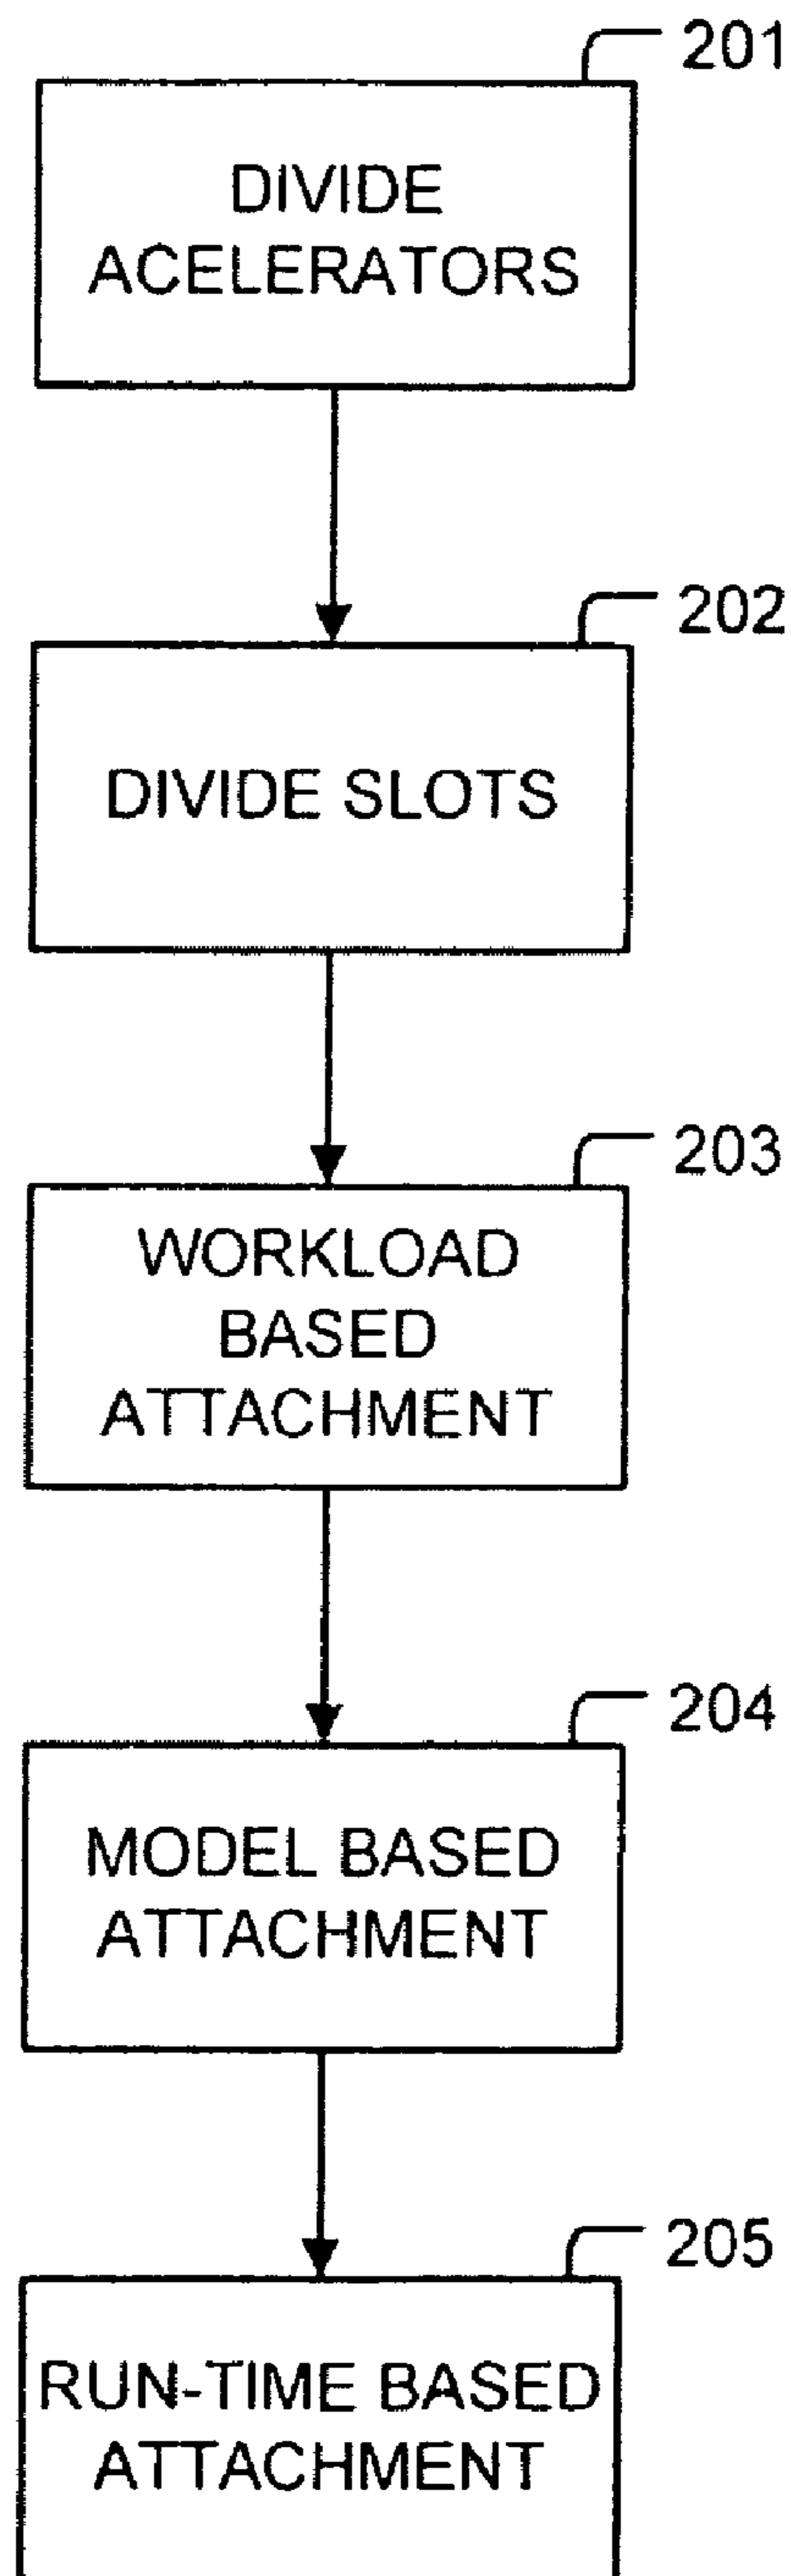 201
DIVIDE
ACELERATORS
202
DIVIDE SLOTS
203
WORKLOAD
BASED
ATTACHMENT
204
MODEL BASED
ATTACHMENT
205
RUN-TIME BASED
ATTACHMENT